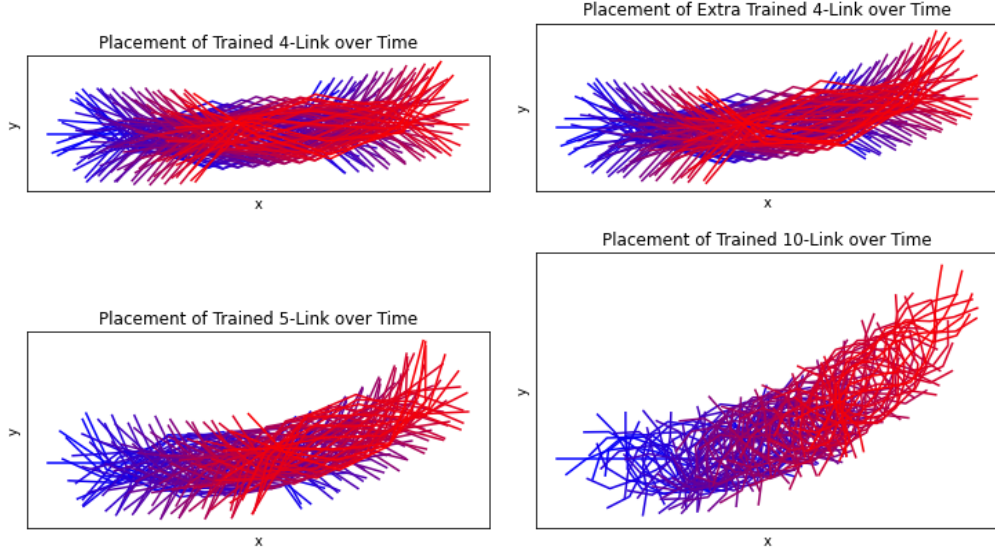 Placement of Trained 4-Link over Time
y
x
Placement of Extra Trained 4-Link over Time
y
x
Placement of Trained 5-Link over Time
y
x
Placement of Trained 10-Link over Time
y
x